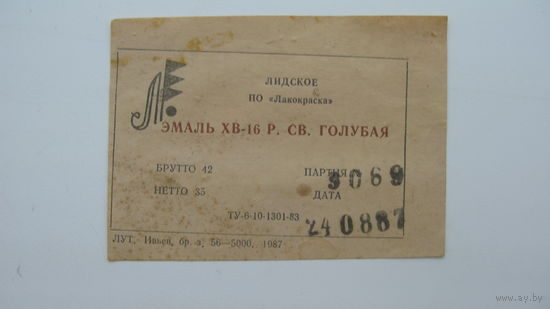 ЛИДСКОЕ
ПО «Лакокраска»
ЭМАЛЬ ХВ-16 Р. СВ. ГОЛУБАЯ
БРУТТО 42
ПАРТИЯ 3069
НЕТТО 35
ДАТА 240887
ТУ-6-10-1301-83
ЛУТ, Ивьев, бр. з, 56—5000, 1987
www.ay.by